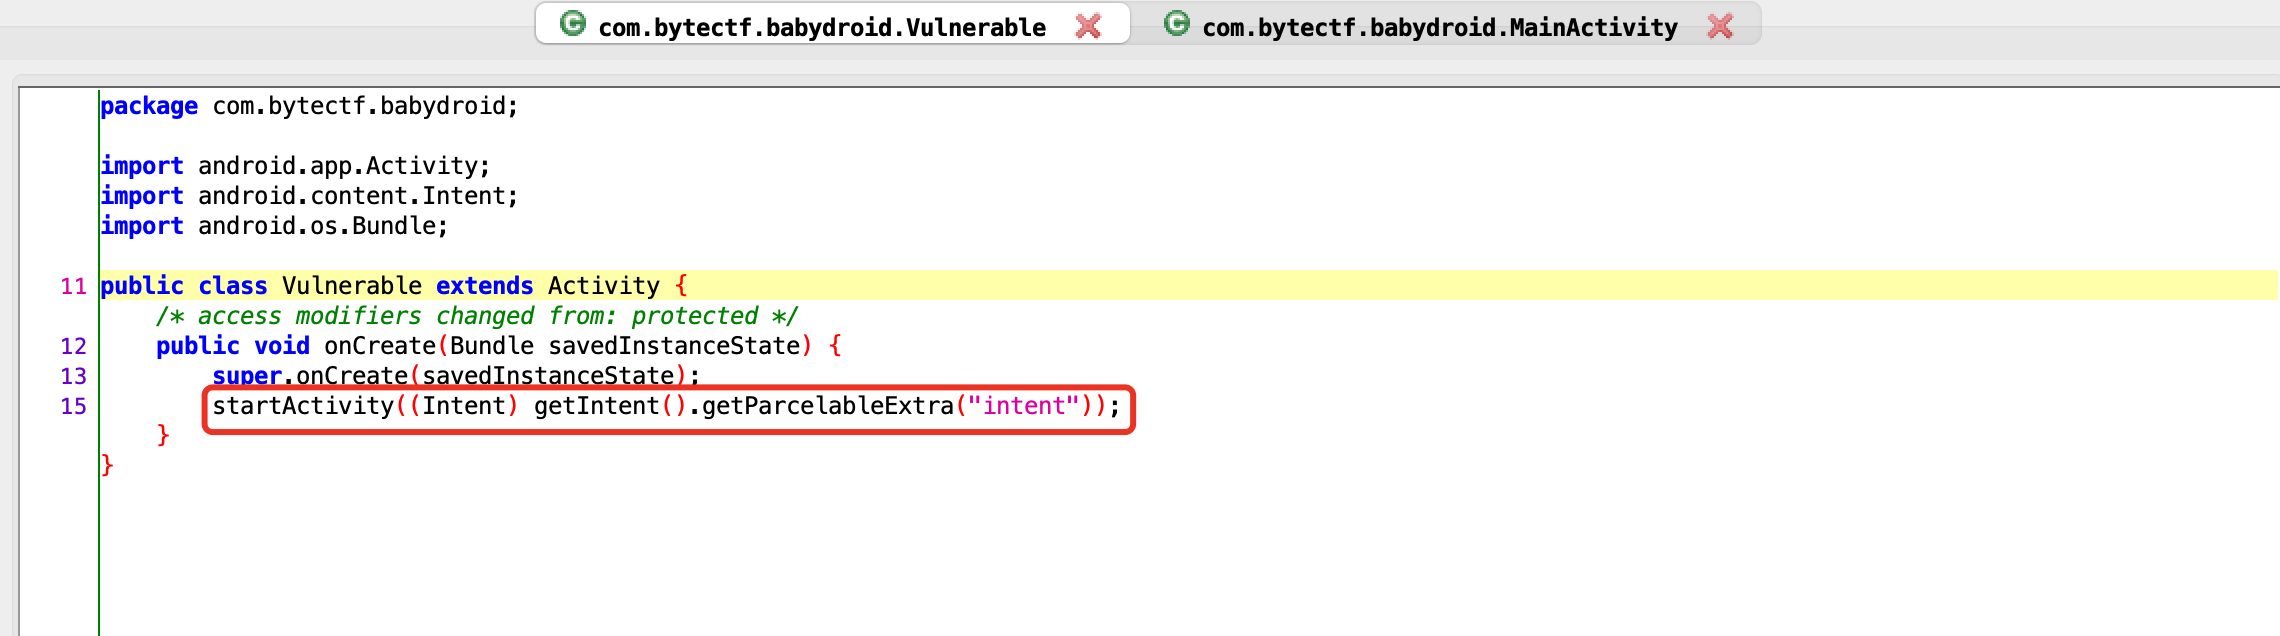 com.bytectf.babydroid.Vulnerable com.bytectf.babydroid.MainActivity
package com.bytectf.babydroid;
import android.app.Activity;
import android.content.Intent;
import android.os.Bundle;
11 public class Vulnerable extends Activity {
/* access modifiers changed from: protected */
12 public void onCreate(Bundle savedInstanceState) {
13 super.onCreate(savedInstanceState);
15 startActivity((Intent) getIntent().getParcelableExtra("intent"));
}
}